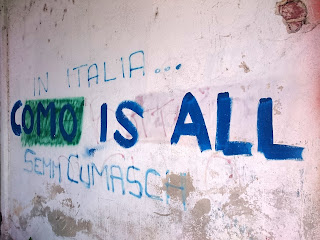 IN ITALIA...
COMO IS ALL
SEMM CUMASCH